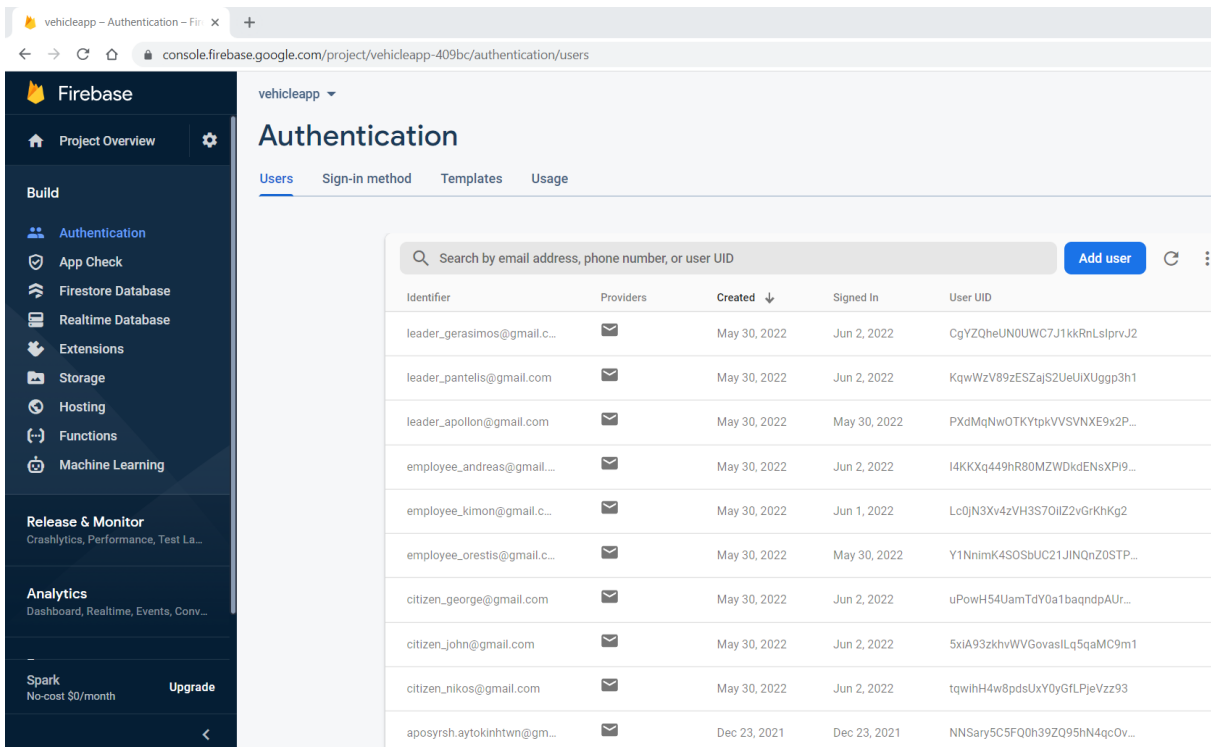 vehicleapp – Authentication – Fir
console.firebase.google.com/project/vehicleapp-409bc/authentication/users
Firebase
Project Overview
Build
Authentication
App Check
Firestore Database
Realtime Database
Extensions
Storage
Hosting
Functions
Machine Learning
Release & Monitor
Crashlytics, Performance, Test La...
Analytics
Dashboard, Realtime, Events, Conv...
Spark
No-cost $0/month
Upgrade
vehicleapp
Authentication
Users Sign-in method Templates Usage
Search by email address, phone number, or user UID
Add user
Identifier Providers Created Signed In User UID
leader_gerasimos@gmail.c... May 30, 2022 Jun 2, 2022 CgYZQheUN0UWC7J1kkRnLsIprvJ2
leader_pantelis@gmail.com May 30, 2022 Jun 2, 2022 KqwWzV89zESZajS2UeUiXUggp3h1
leader_apollon@gmail.com May 30, 2022 May 30, 2022 PXdMqNwOTKYtpkVVSVNXE9x2P...
employee_andreas@gmail.... May 30, 2022 Jun 2, 2022 I4KKXq449hR80MZWDkdENsXPi9...
employee_kimon@gmail.c... May 30, 2022 Jun 1, 2022 Lc0jN3Xv4zVH3S7OiIZ2vGrKhKg2
employee_orestis@gmail.c... May 30, 2022 May 30, 2022 Y1NnimK4SOSbUC21JINQnZ0STP...
citizen_george@gmail.com May 30, 2022 Jun 2, 2022 uPowH54UamTdY0a1baqndpAUr...
citizen_john@gmail.com May 30, 2022 Jun 2, 2022 5xiA93zkhvWVGovasILq5qaMC9m1
citizen_nikos@gmail.com May 30, 2022 Jun 2, 2022 tqwihH4w8pdsUxY0yGfLPjeVzz93
aposyrsh.aytokinhtwn@gm... Dec 23, 2021 Dec 23, 2021 NNSary5C5FQ0h39ZQ95hN4qcOv...